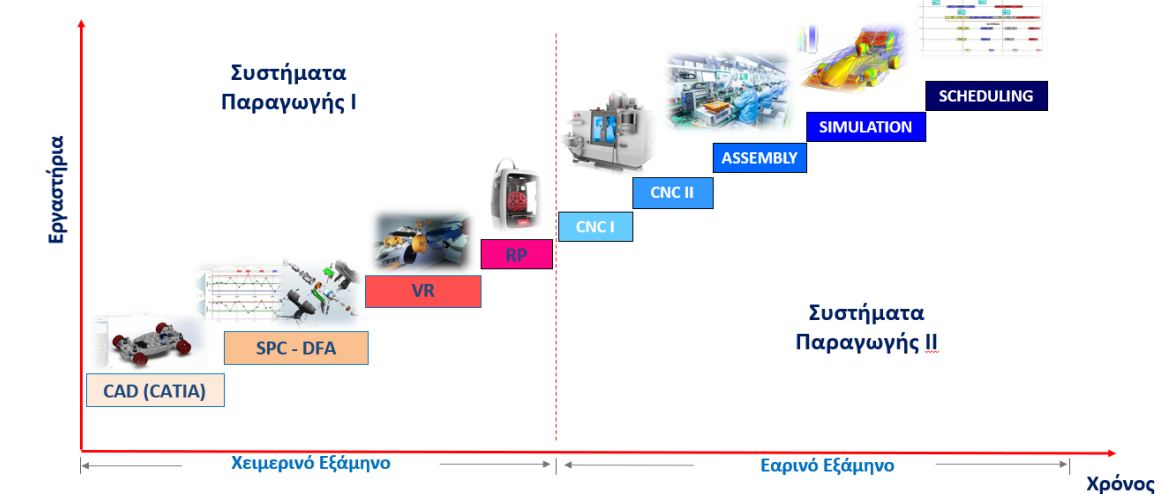 Συστήματα
Παραγωγής Ι
Εργαστήρια
SCHEDULING
SIMULATION
ASSEMBLY
CNC II
CNC I
RP
VR
SPC - DFA
CAD (CATIA)
Συστήματα
Παραγωγής ΙΙ
Χειμερινό Εξάμηνο
Εαρινό Εξάμηνο
Χρόνος